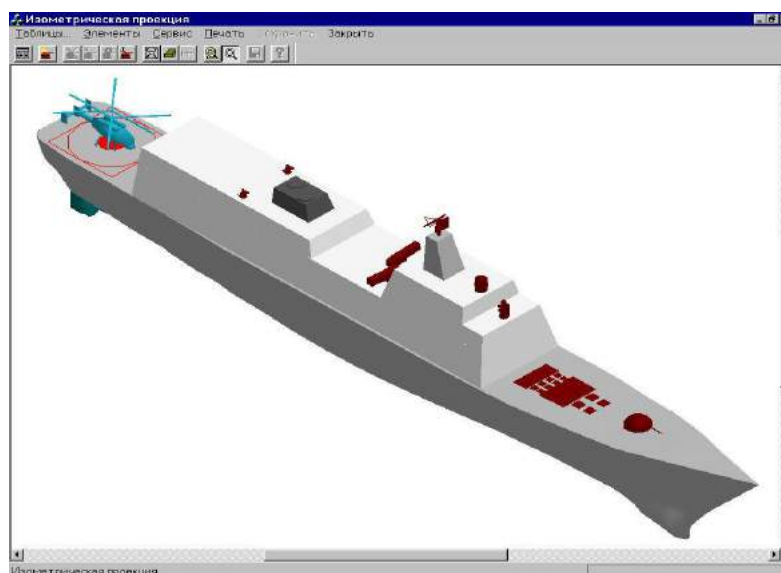 Изометрическая проекция
Таблицы... Элементы Сервис Печать Закрыть
Изометрическая проекция